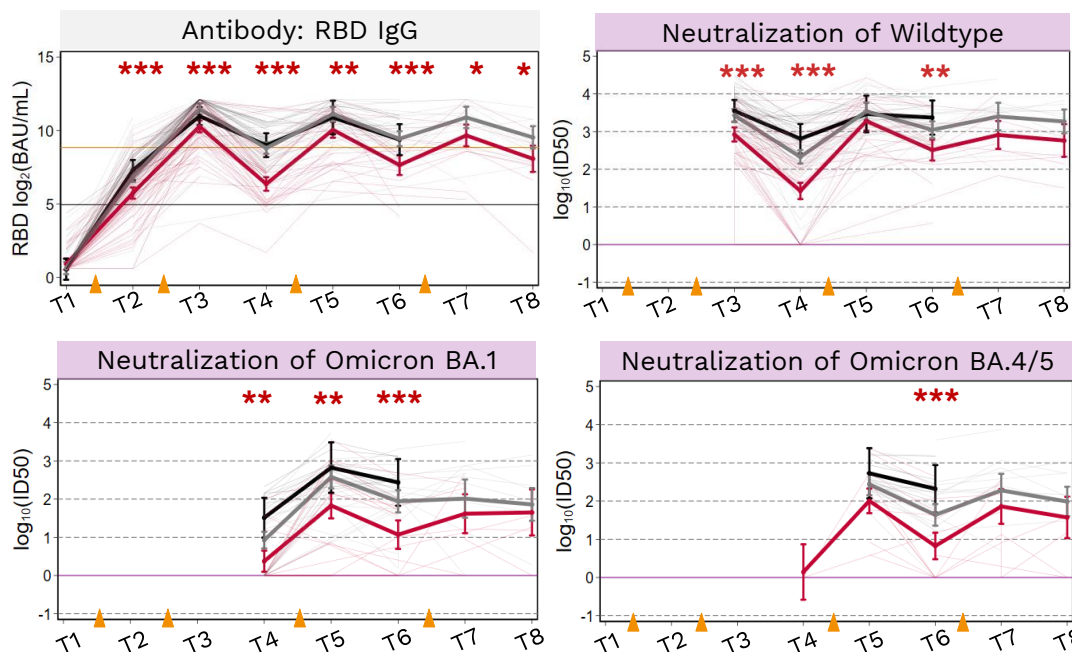 Antibody: RBD IgG
*** *** *** ** *** * *
15
10
5
0
RBD log₂(BAU/mL)
T1 T2 T3 T4 T5 T6 T7 T8
Neutralization of Wildtype
*** *** **
5
4
3
2
1
0
-1
log₁₀(ID50)
T1 T2 T3 T4 T5 T6 T7 T8
Neutralization of Omicron BA.1
** ** ***
5
4
3
2
1
0
-1
log₁₀(ID50)
T1 T2 T3 T4 T5 T6 T7 T8
Neutralization of Omicron BA.4/5
***
5
4
3
2
1
0
-1
log₁₀(ID50)
T1 T2 T3 T4 T5 T6 T7 T8